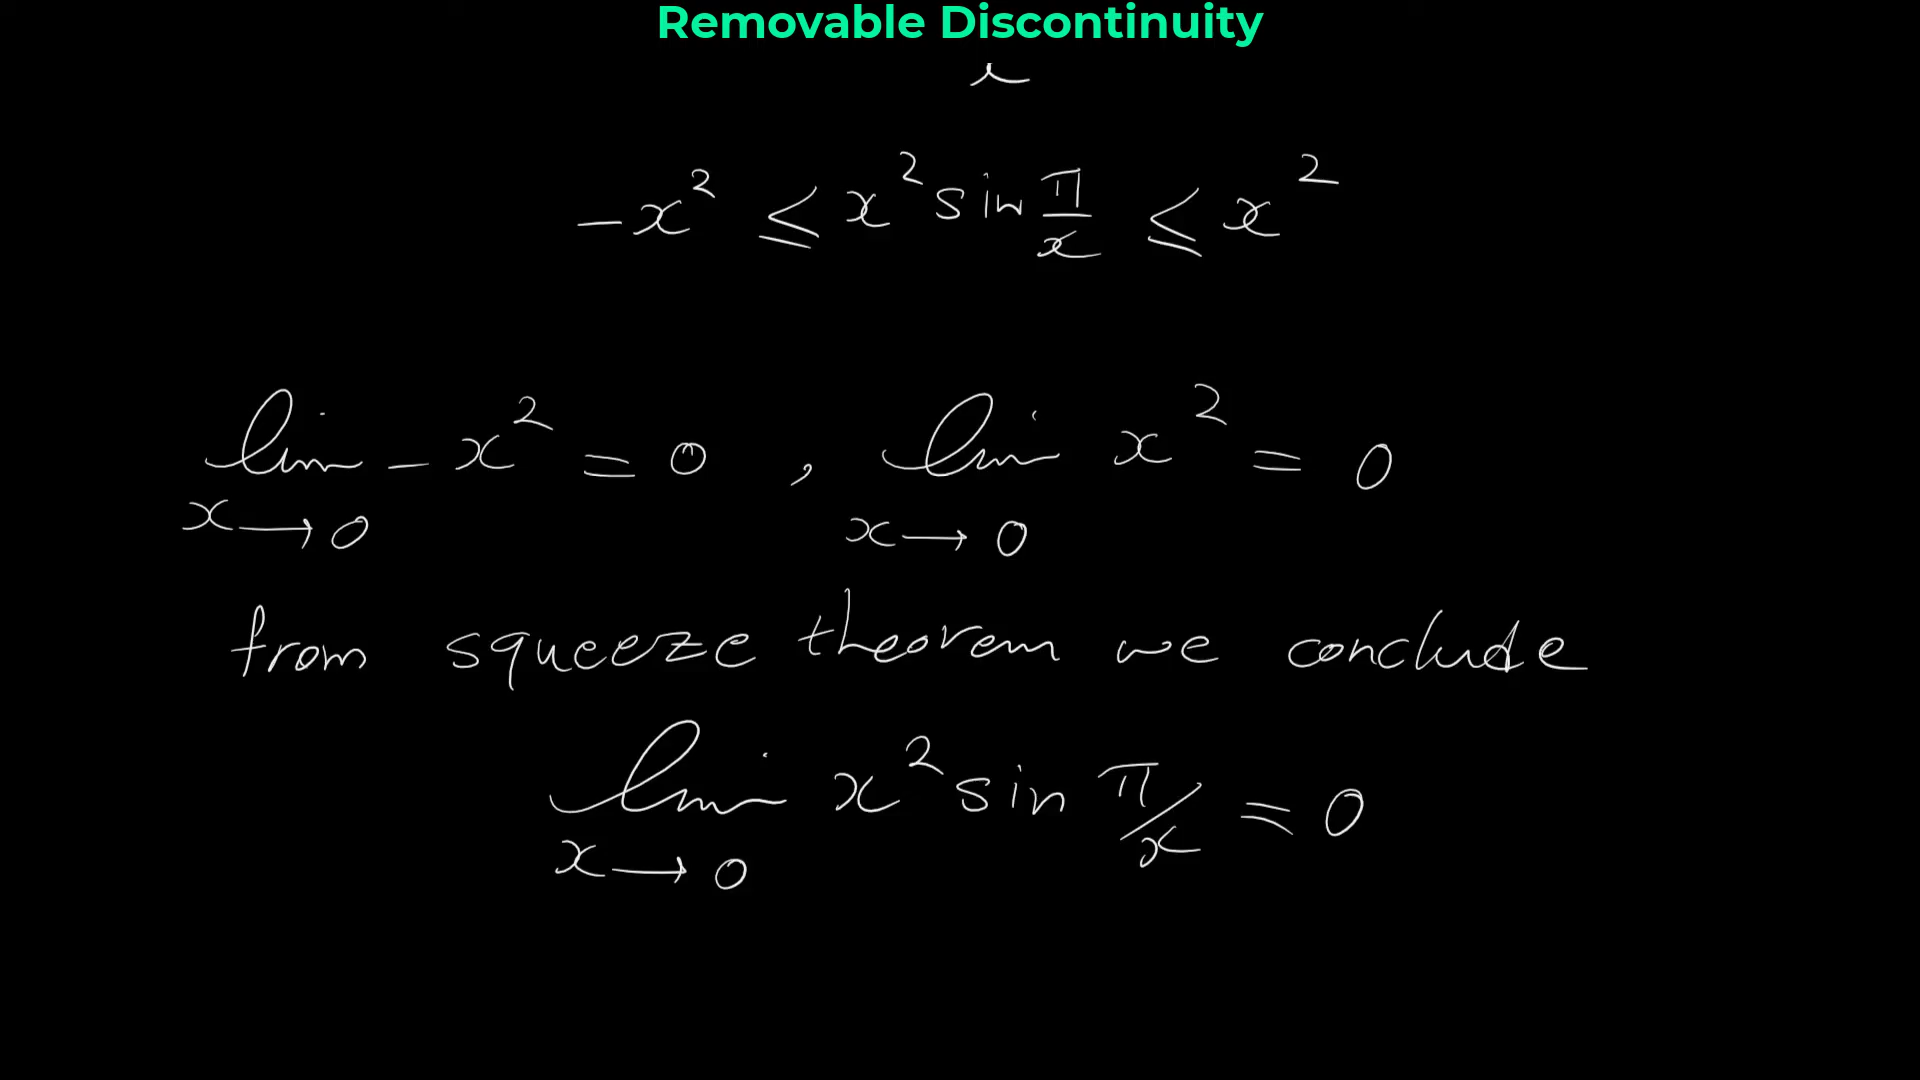 Removable Discontinuity
x
-x² ≤ x² sin π/x ≤ x²
lim - x² = 0 , lim x² = 0
x → 0 x → 0
from squeeze theorem we conclude
lim x² sin π/x = 0
x → 0